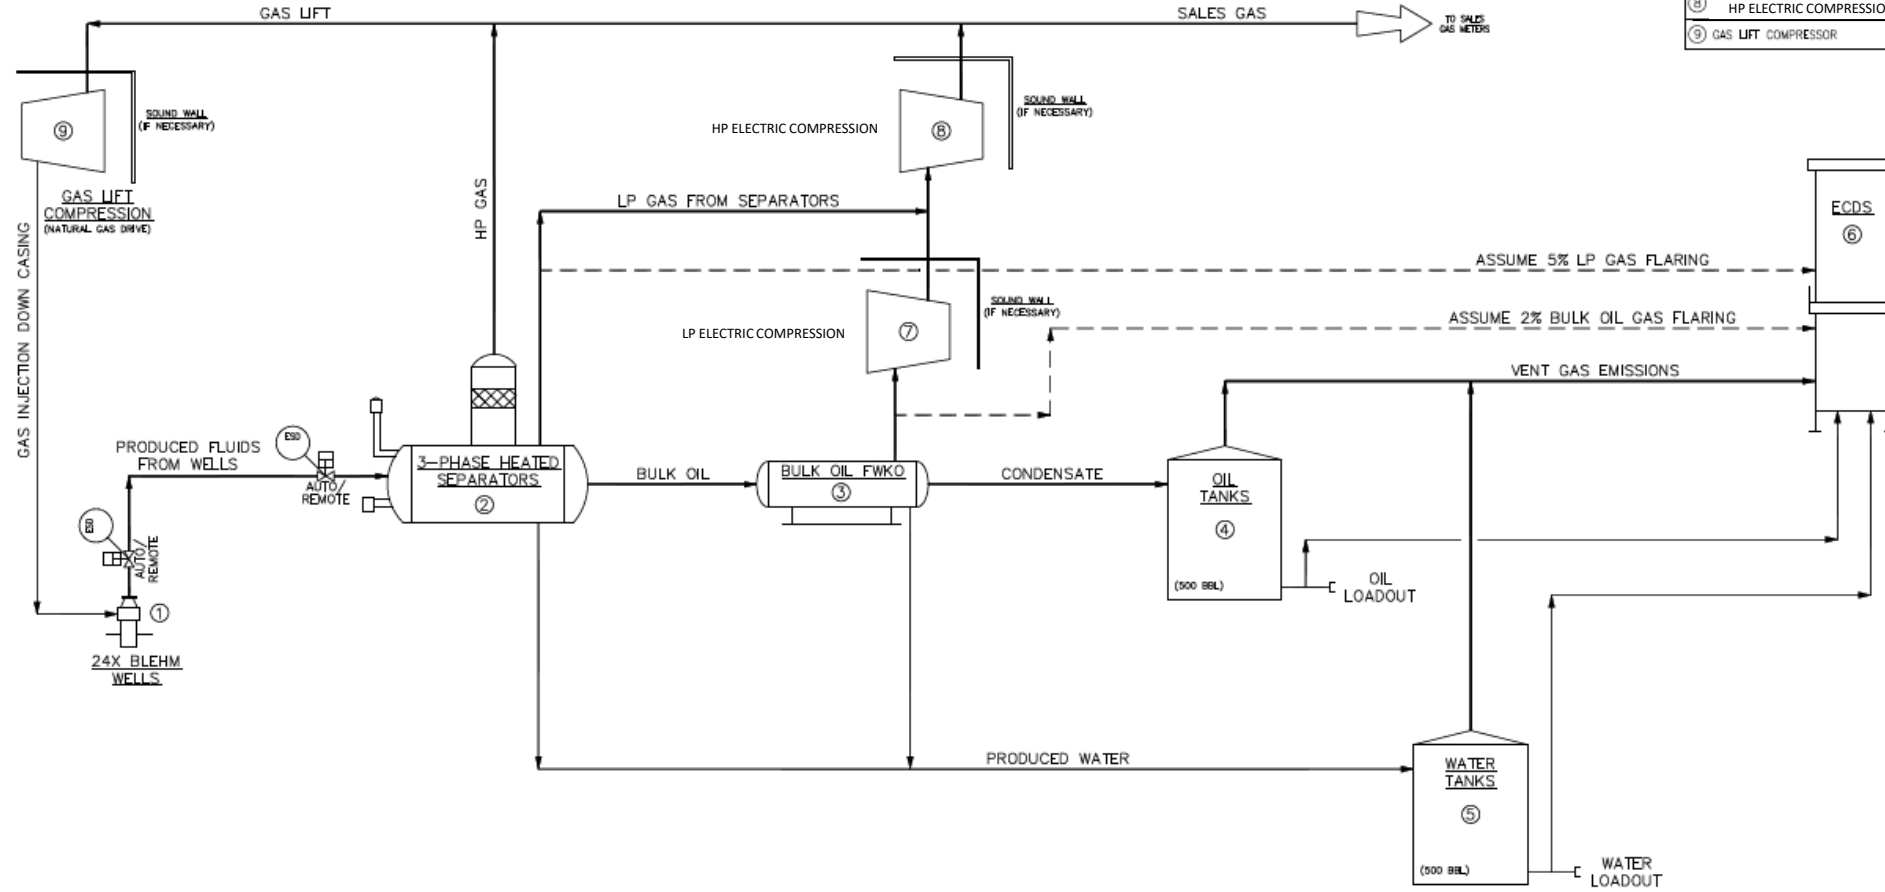 GAS LIFT
SALES GAS
TO SALES
GAS METERS
8 HP ELECTRIC COMPRESSIO
9 GAS LIFT COMPRESSOR
9
SOUND WALL
(IF NECESSARY)
GAS LIFT
COMPRESSION
(NATURAL GAS DRIVE)
GAS INJECTION DOWN CASING
HP GAS
HP ELECTRIC COMPRESSION
8
SOUND WALL
(IF NECESSARY)
LP GAS FROM SEPARATORS
ECDS
6
ASSUME 5% LP GAS FLARING
SOUND WALL
(IF NECESSARY)
LP ELECTRIC COMPRESSION
7
ASSUME 2% BULK OIL GAS FLARING
VENT GAS EMISSIONS
PRODUCED FLUIDS
FROM WELLS
ESD
AUTO/
REMOTE
3-PHASE HEATED
SEPARATORS
2
BULK OIL
BULK OIL FWKO
3
CONDENSATE
OIL
TANKS
4
(500 BBL)
OIL
LOADOUT
ESD
AUTO/
REMOTE
1
24X BLEHM
WELLS
PRODUCED WATER
WATER
TANKS
5
(500 BBL)
WATER
LOADOUT